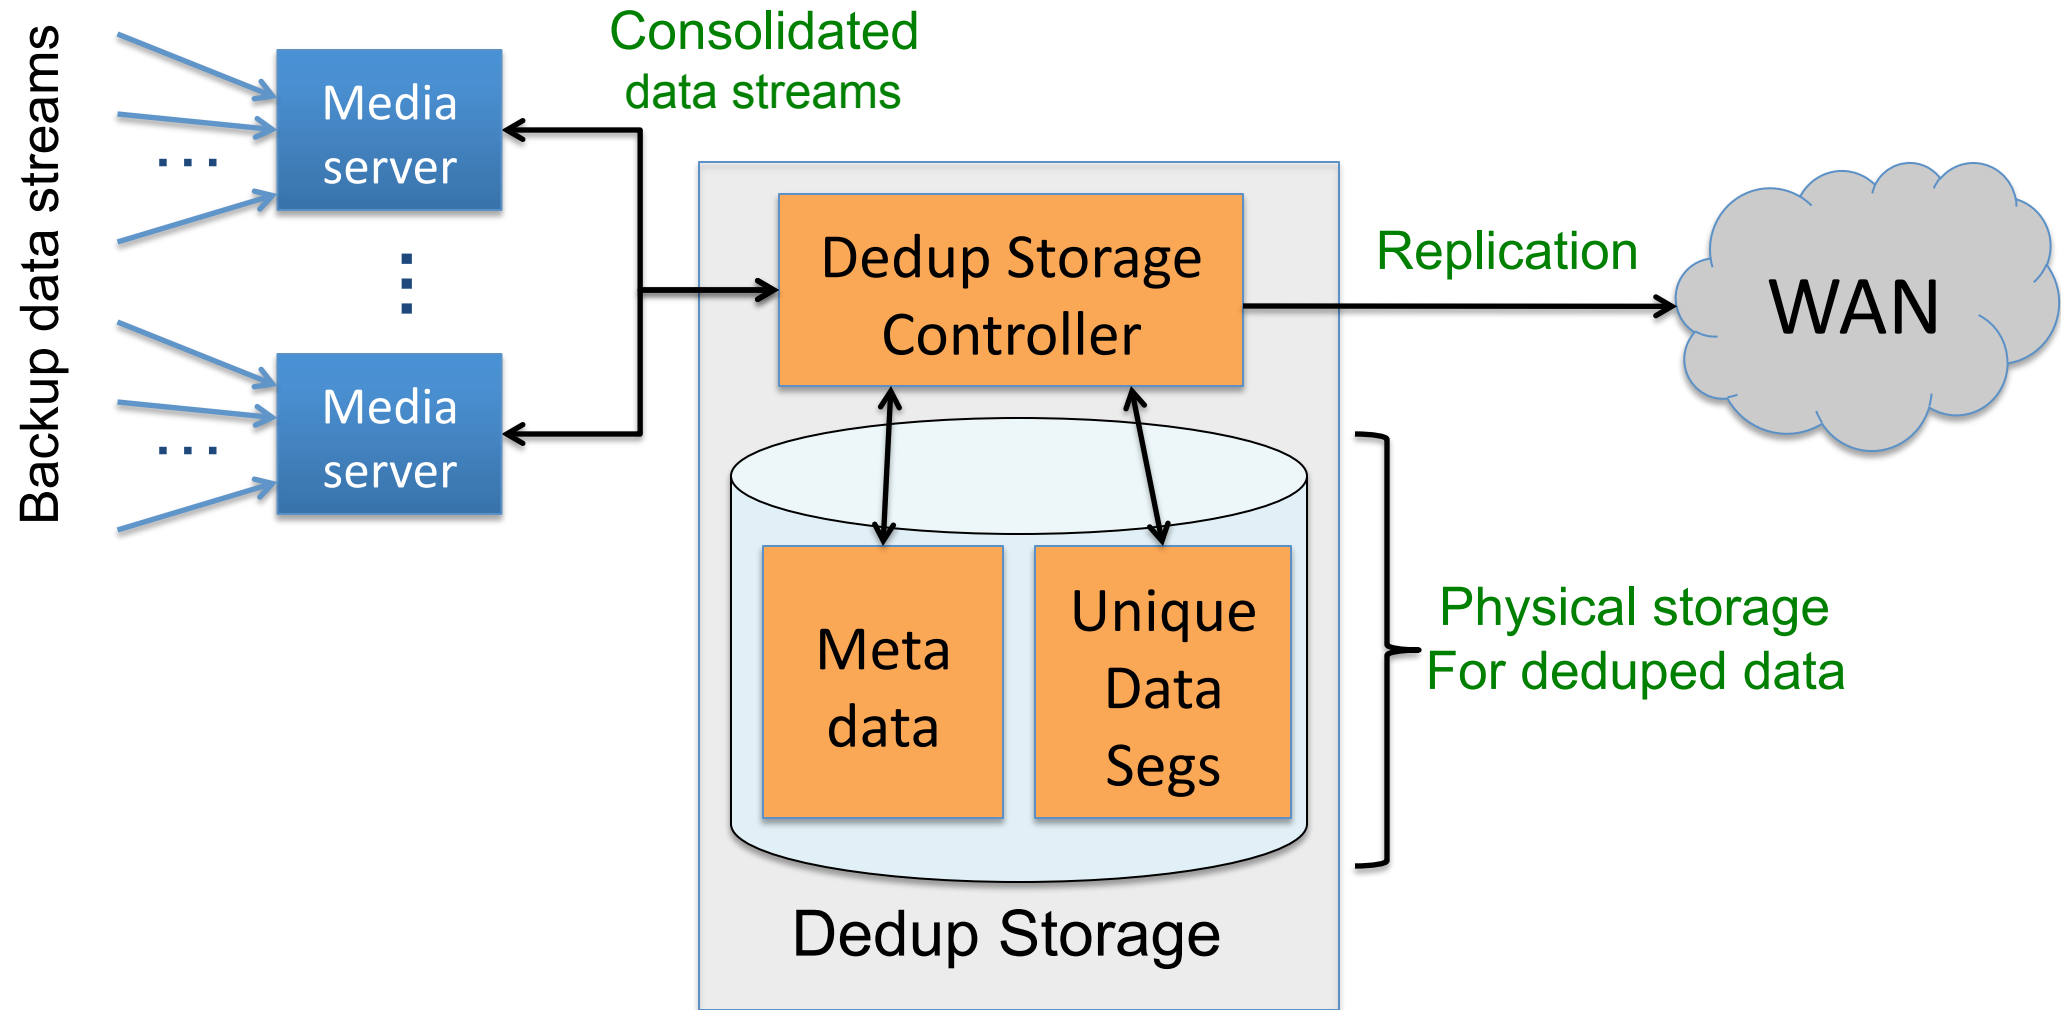 Backup data streams
Media
server
...
Media
server
...
Consolidated
data streams
Dedup Storage
Controller
Replication
WAN
Meta
data
Unique
Data
Segs
Physical storage
For deduped data
Dedup Storage